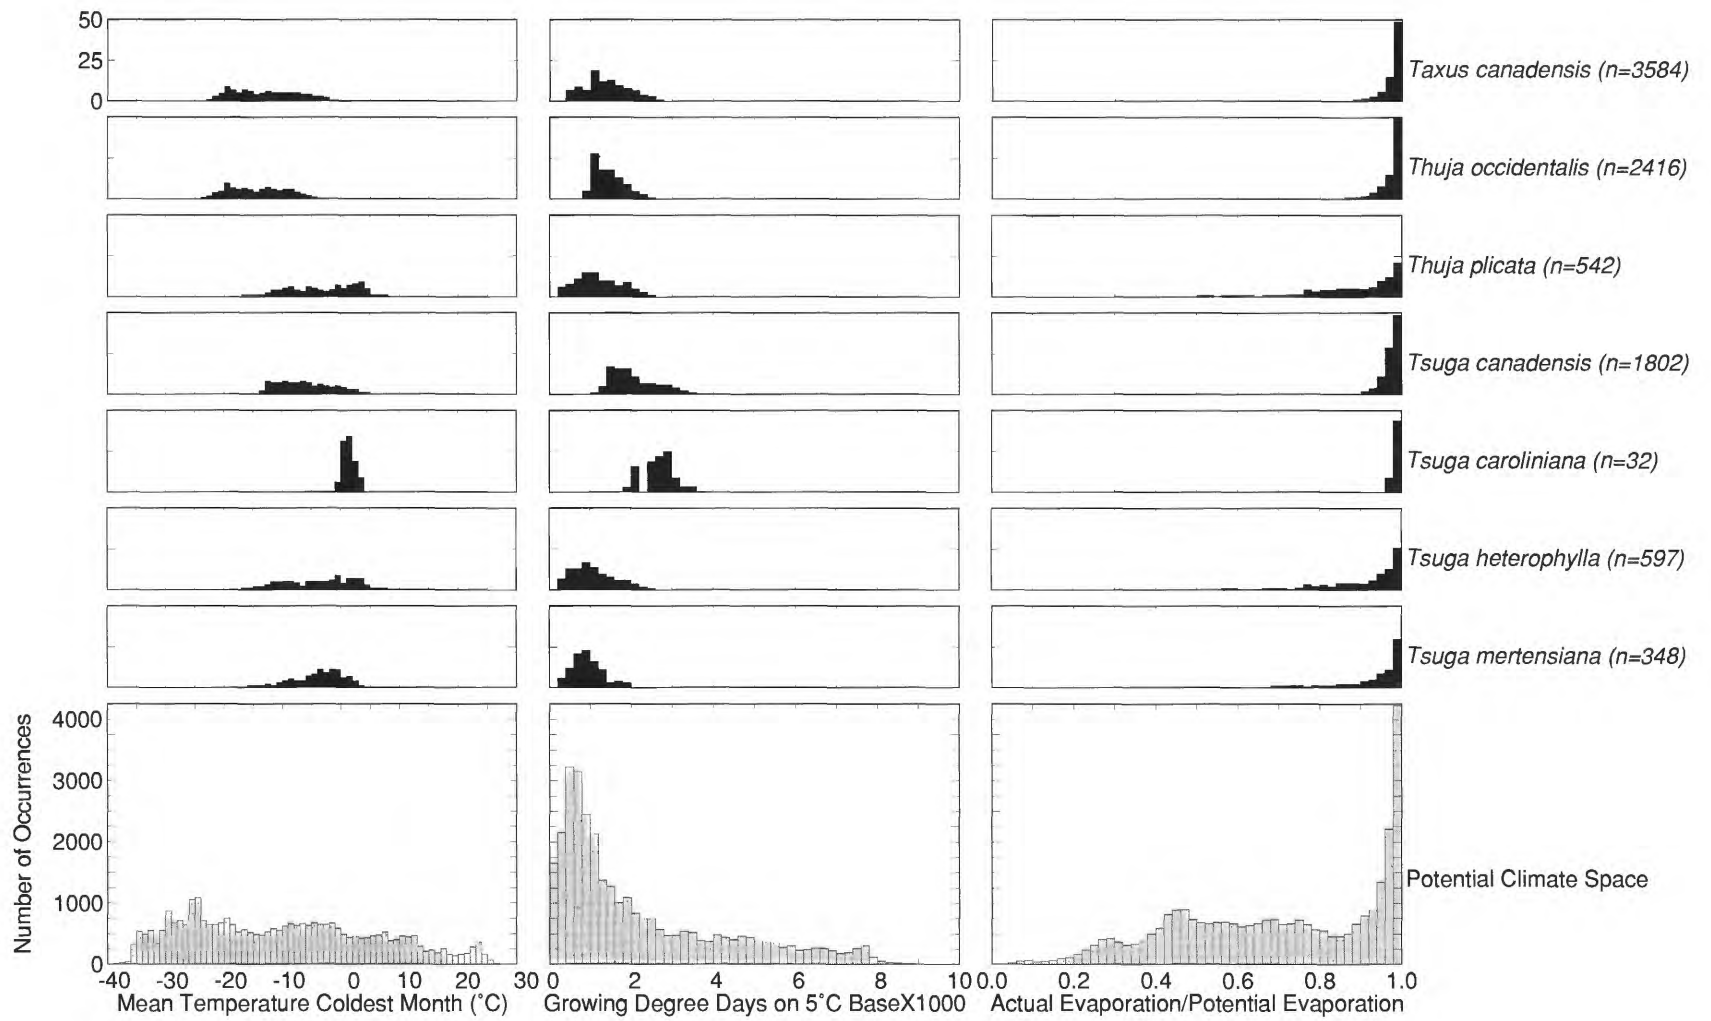 50
25
0
Taxus canadensis (n=3584)
Thuja occidentalis (n=2416)
Thuja plicata (n=542)
Tsuga canadensis (n=1802)
Tsuga caroliniana (n=32)
Tsuga heterophylla (n=597)
Tsuga mertensiana (n=348)
Number of Occurrences
4000
3000
2000
1000
0
Potential Climate Space
-40 -30 -20 -10 0 10 20 30
0 2 4 6 8 10
0.0 0.2 0.4 0.6 0.8 1.0
Mean Temperature Coldest Month (°C)
Growing Degree Days on 5°C BaseX1000
Actual Evaporation/Potential Evaporation